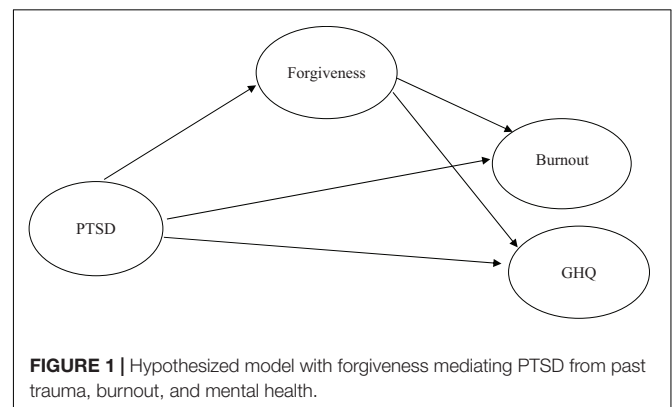 Forgiveness
Burnout
PTSD
GHQ
FIGURE 1 | Hypothesized model with forgiveness mediating PTSD from past
trauma, burnout, and mental health.